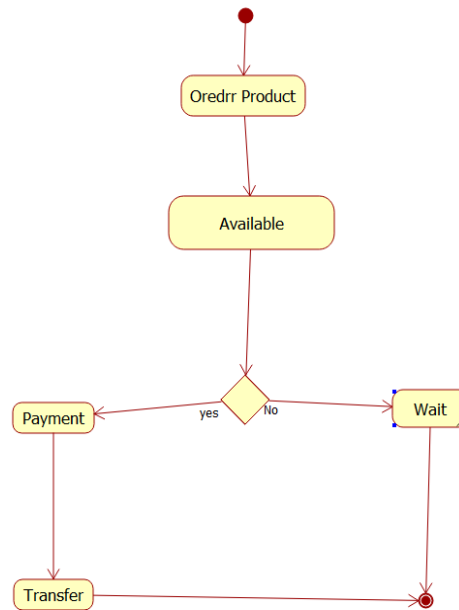 Oredrr Product
Available
yes
No
Payment
Wait
Transfer